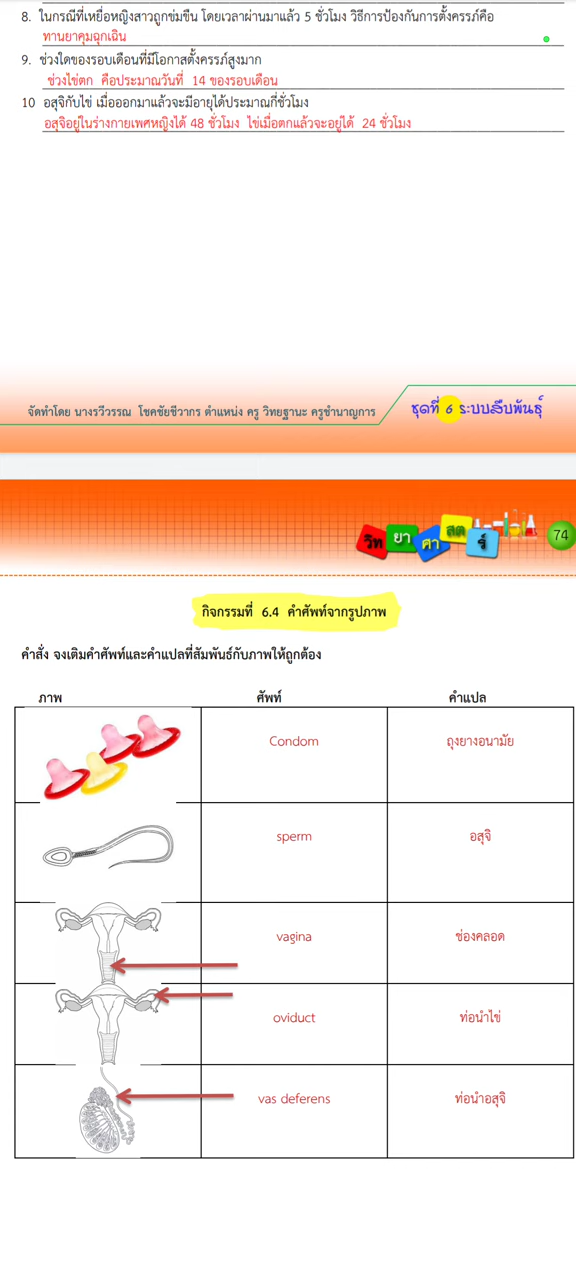 8. ในกรณีที่เหยื่อหญิงสาวถูกข่มขืน โดยเวลาผ่านมาแล้ว 5 ชั่วโมง วิธีการป้องกันการตั้งครรภ์คือ
ทานยาคุมฉุกเฉิน
9. ช่วงใดของรอบเดือนที่มีโอกาสตั้งครรภ์สูงมาก
ช่วงไข่ตก คือประมาณวันที่ 14 ของรอบเดือน
10 อสุจิกับไข่ เมื่อออกมาแล้วจะมีอายุได้ประมาณกี่ชั่วโมง
อสุจิอยู่ในร่างกายเพศหญิงได้ 48 ชั่วโมง ไข่เมื่อตกแล้วจะอยู่ได้ 24 ชั่วโมง
จัดทำโดย นางรวีวรรณ โชคชัยชีวากร ตำแหน่ง ครู วิทยฐานะ ครูชำนาญการ
ชุดที่ 6 ระบบสืบพันธุ์
วิท ยา ศา สต ร์
74
กิจกรรมที่ 6.4 คำศัพท์จากรูปภาพ
คำสั่ง จงเติมคำศัพท์และคำแปลที่สัมพันธ์กับภาพให้ถูกต้อง
ภาพ ศัพท์ คำแปล
Condom ถุงยางอนามัย
sperm อสุจิ
vagina ช่องคลอด
oviduct ท่อนำไข่
vas deferens ท่อนำอสุจิ